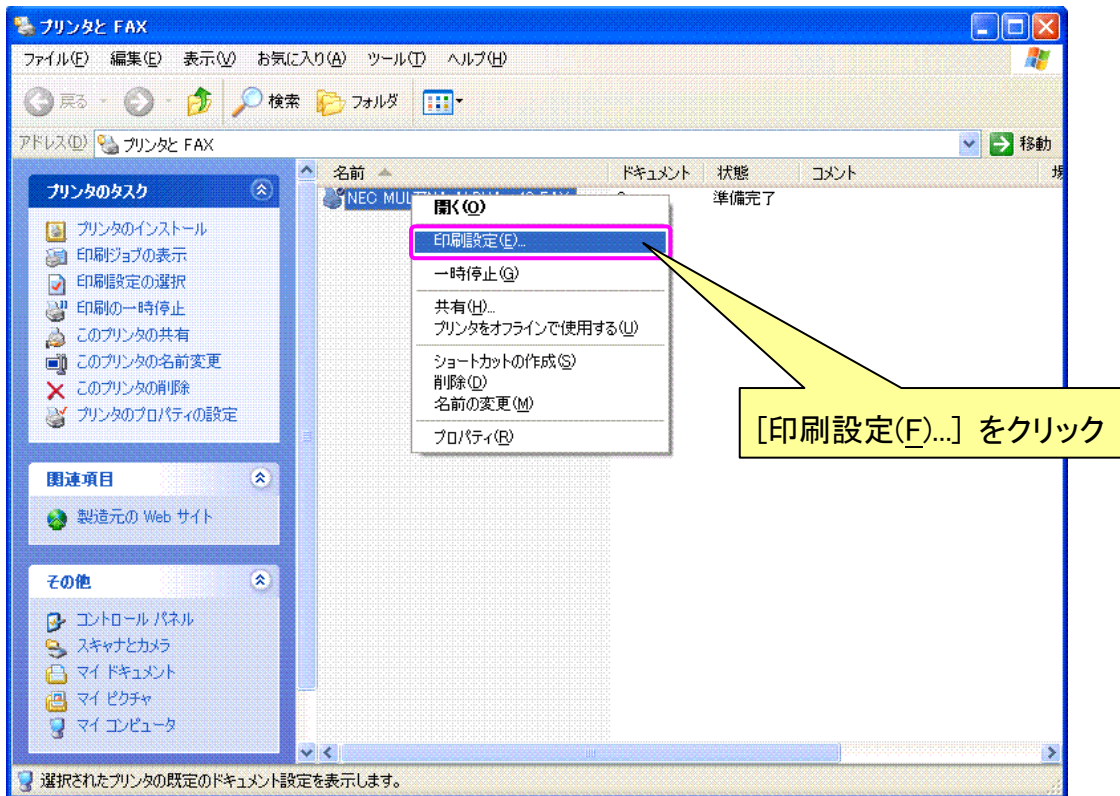 プリンタと FAX
ファイル(F) 編集(E) 表示(V) お気に入り(A) ツール(T) ヘルプ(H)
戻る 検索 フォルダ
アドレス(D) プリンタと FAX 移動
プリンタのタスク
プリンタのインストール
印刷ジョブの表示
印刷設定の選択
印刷の一時停止
このプリンタの共有
このプリンタの名前変更
このプリンタの削除
プリンタのプロパティの設定
関連項目
製造元の Web サイト
その他
コントロール パネル
スキャナとカメラ
マイ ドキュメント
マイ ピクチャ
マイ コンピュータ
名前 ドキュメント 状態 コメント 場
NEC 準備完了
開く(O)
印刷設定(E)...
一時停止(G)
共有(H)...
プリンタをオフラインで使用する(U)
ショートカットの作成(S)
削除(D)
名前の変更(M)
プロパティ(R)
[印刷設定(F)...] をクリック
選択されたプリンタの既定のドキュメント設定を表示します。